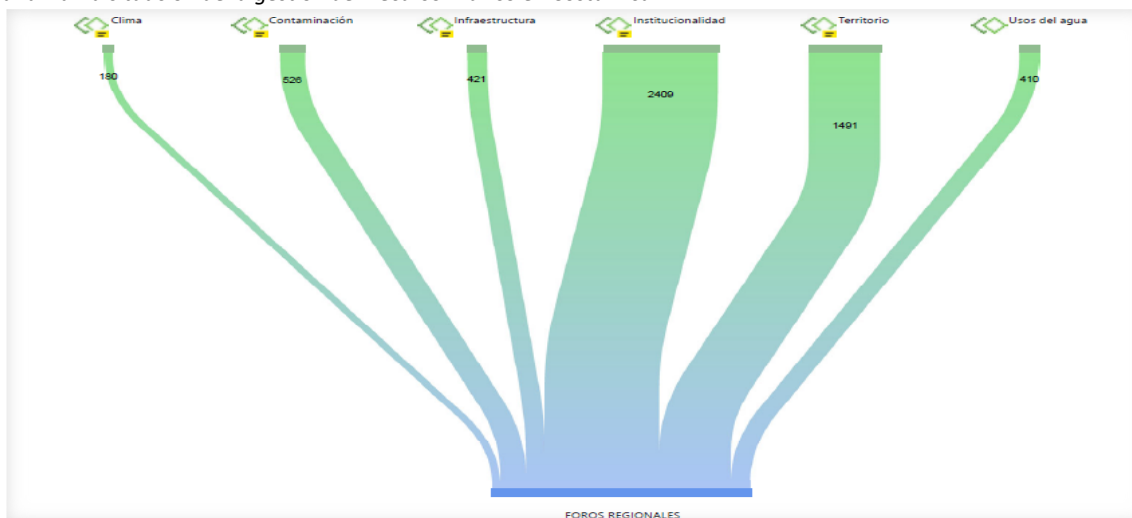 Clima Contaminación Infraestructura Institucionalidad Territorio Usos del agua
180 526 421 2409 1491 410
FOROS REGIONALES